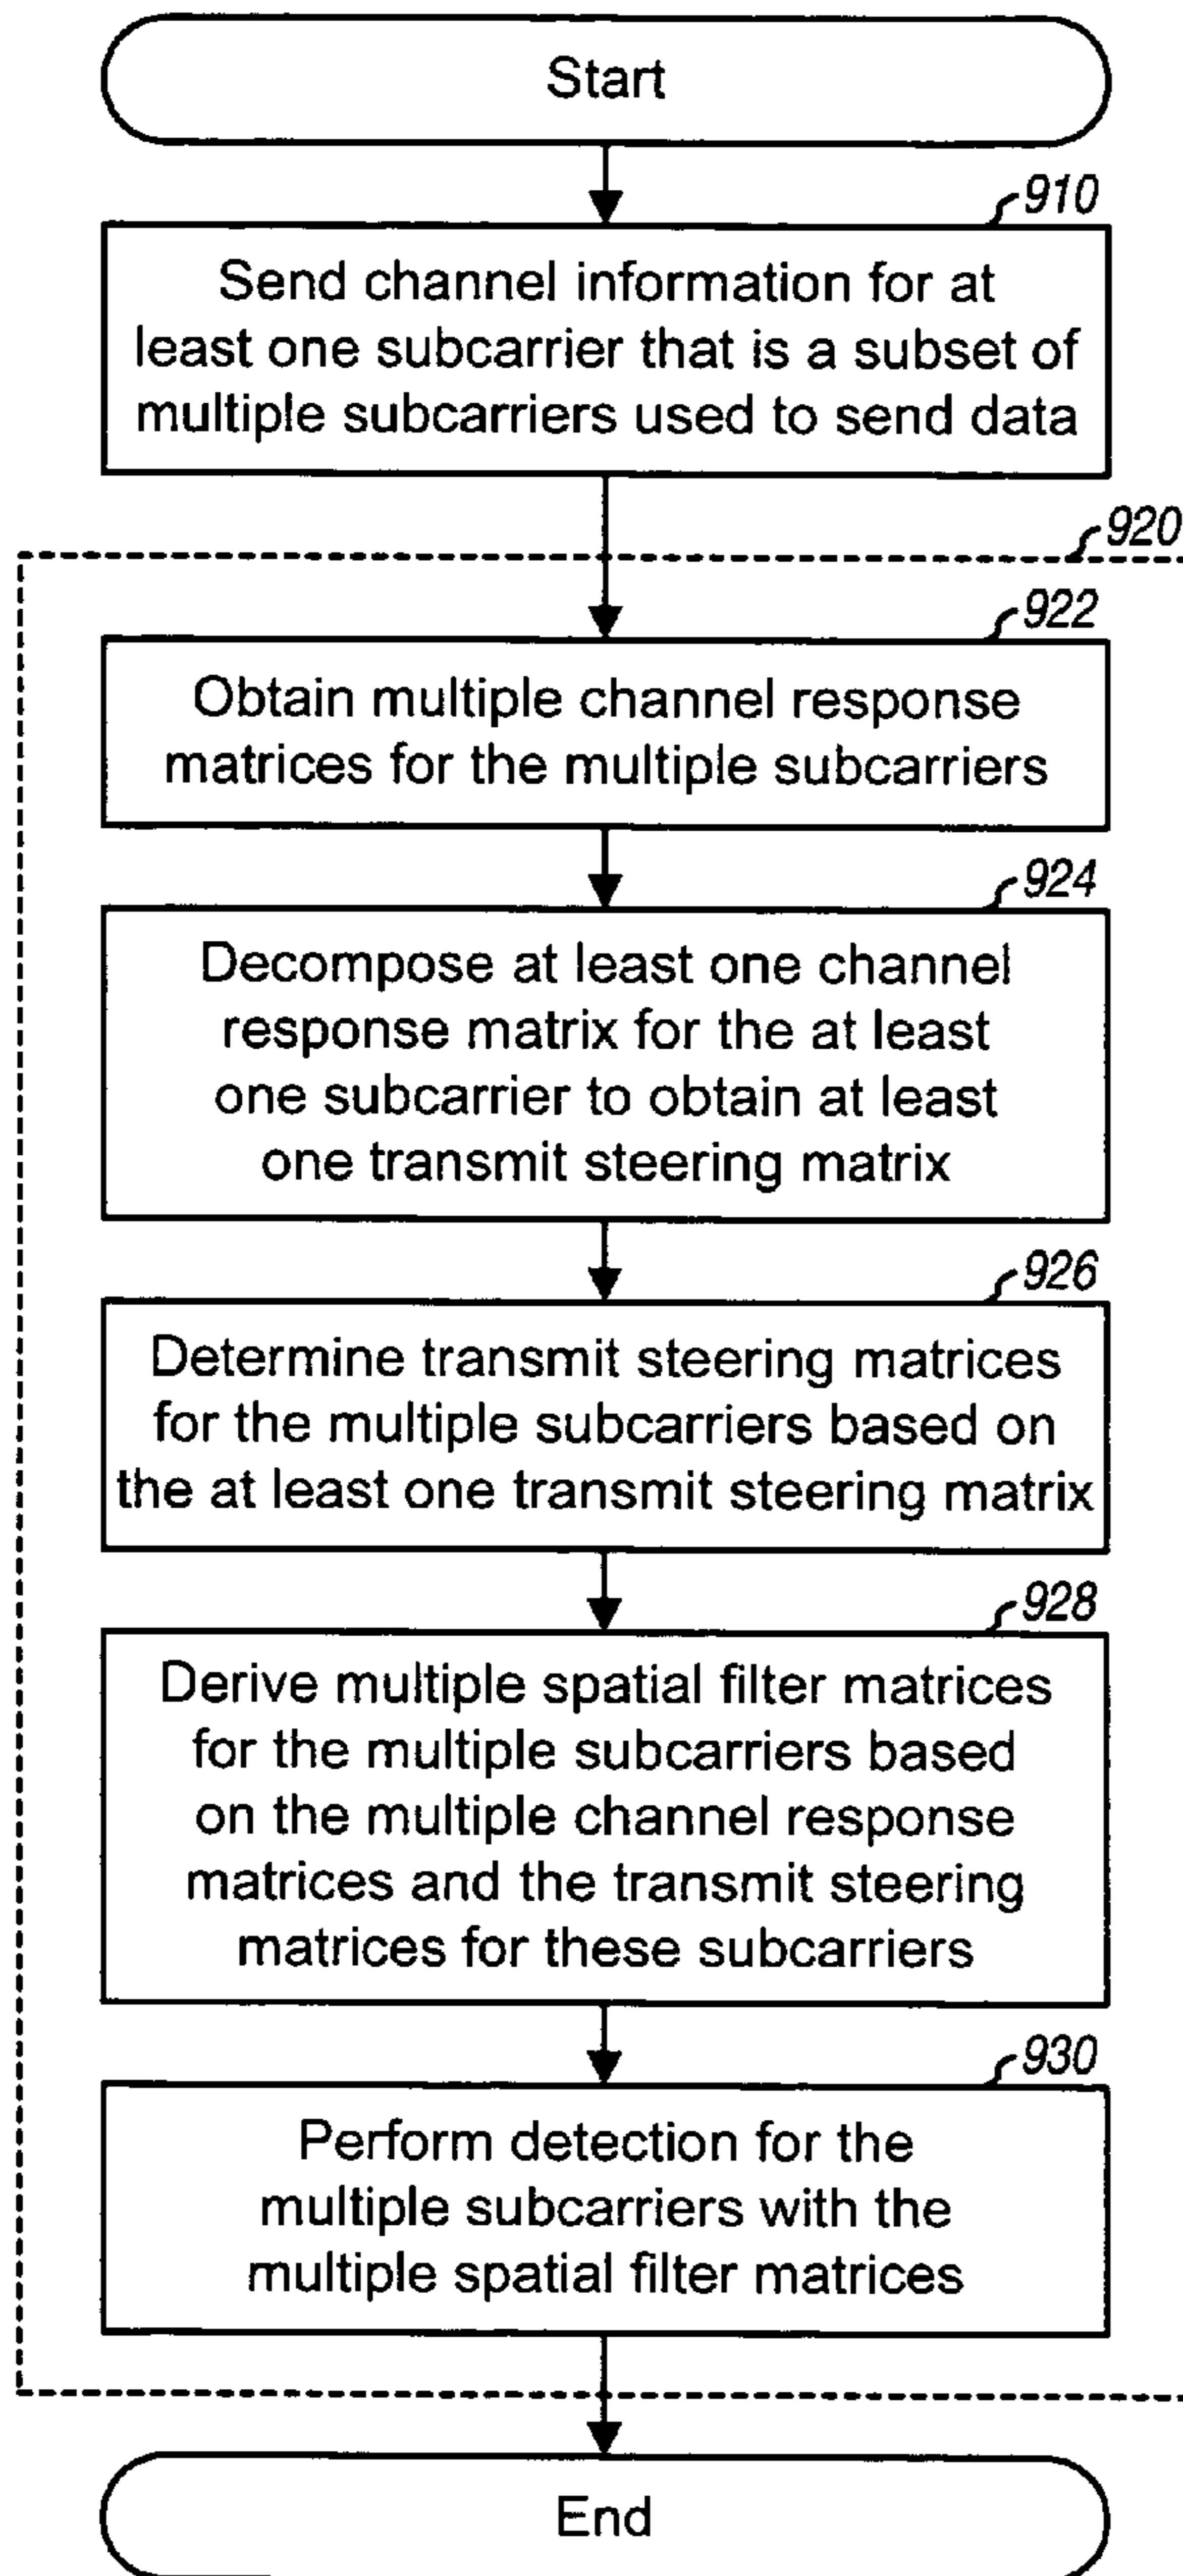 Start
910
Send channel information for at
least one subcarrier that is a subset of
multiple subcarriers used to send data
920
922
Obtain multiple channel response
matrices for the multiple subcarriers
924
Decompose at least one channel
response matrix for the at least
one subcarrier to obtain at least
one transmit steering matrix
926
Determine transmit steering matrices
for the multiple subcarriers based on
the at least one transmit steering matrix
928
Derive multiple spatial filter matrices
for the multiple subcarriers based
on the multiple channel response
matrices and the transmit steering
matrices for these subcarriers
930
Perform detection for the
multiple subcarriers with the
multiple spatial filter matrices
End